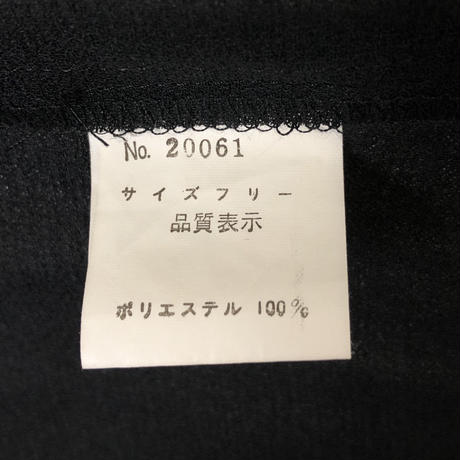 No. 20061
サイズフリー
品質表示
ポリエステル 100%